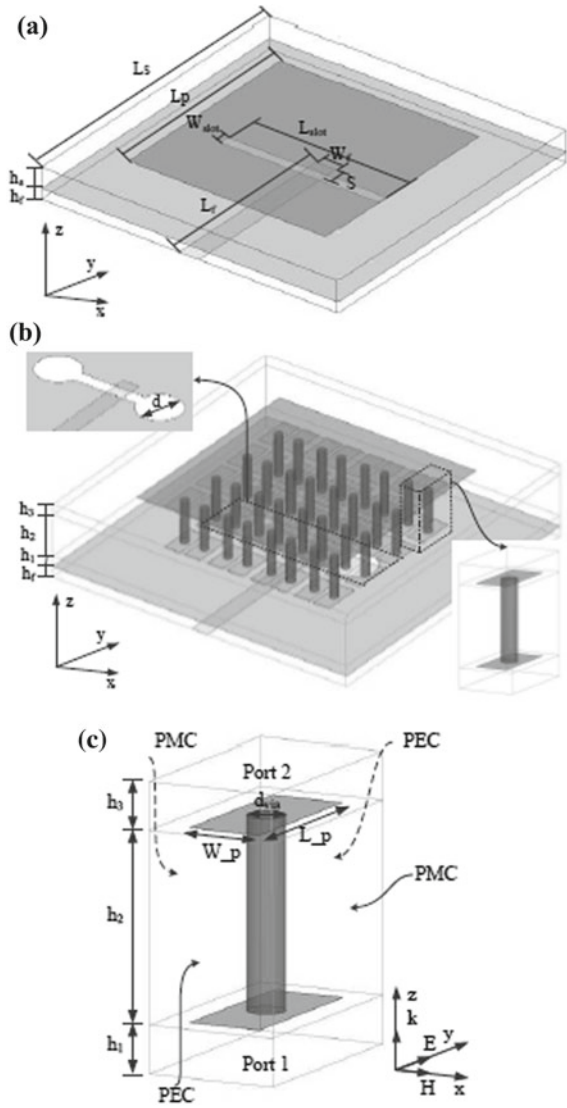 (a)
Ls
Lp
Wslot
Lslot
Wf
S
Lf
ha
hf
z
y
x
(b)
d
h3
h2
h1
hf
z
y
x
(c)
PMC
PEC
Port 2
h3
dvia
W_p
L_p
PMC
h2
PEC
h1
Port 1
z
k
E
y
H
x